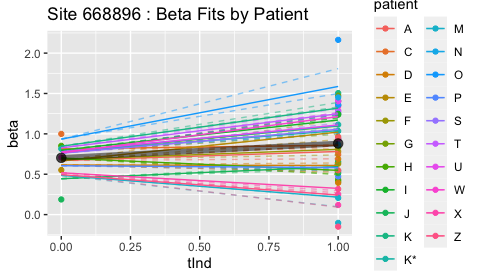 Site 668896 : Beta Fits by Patient
beta
2.0
1.5
1.0
0.5
0.0
0.00
0.25
0.50
0.75
1.00
tInd
patient
A
C
D
E
F
G
H
I
J
K
K*
M
N
O
P
S
T
U
W
X
Z